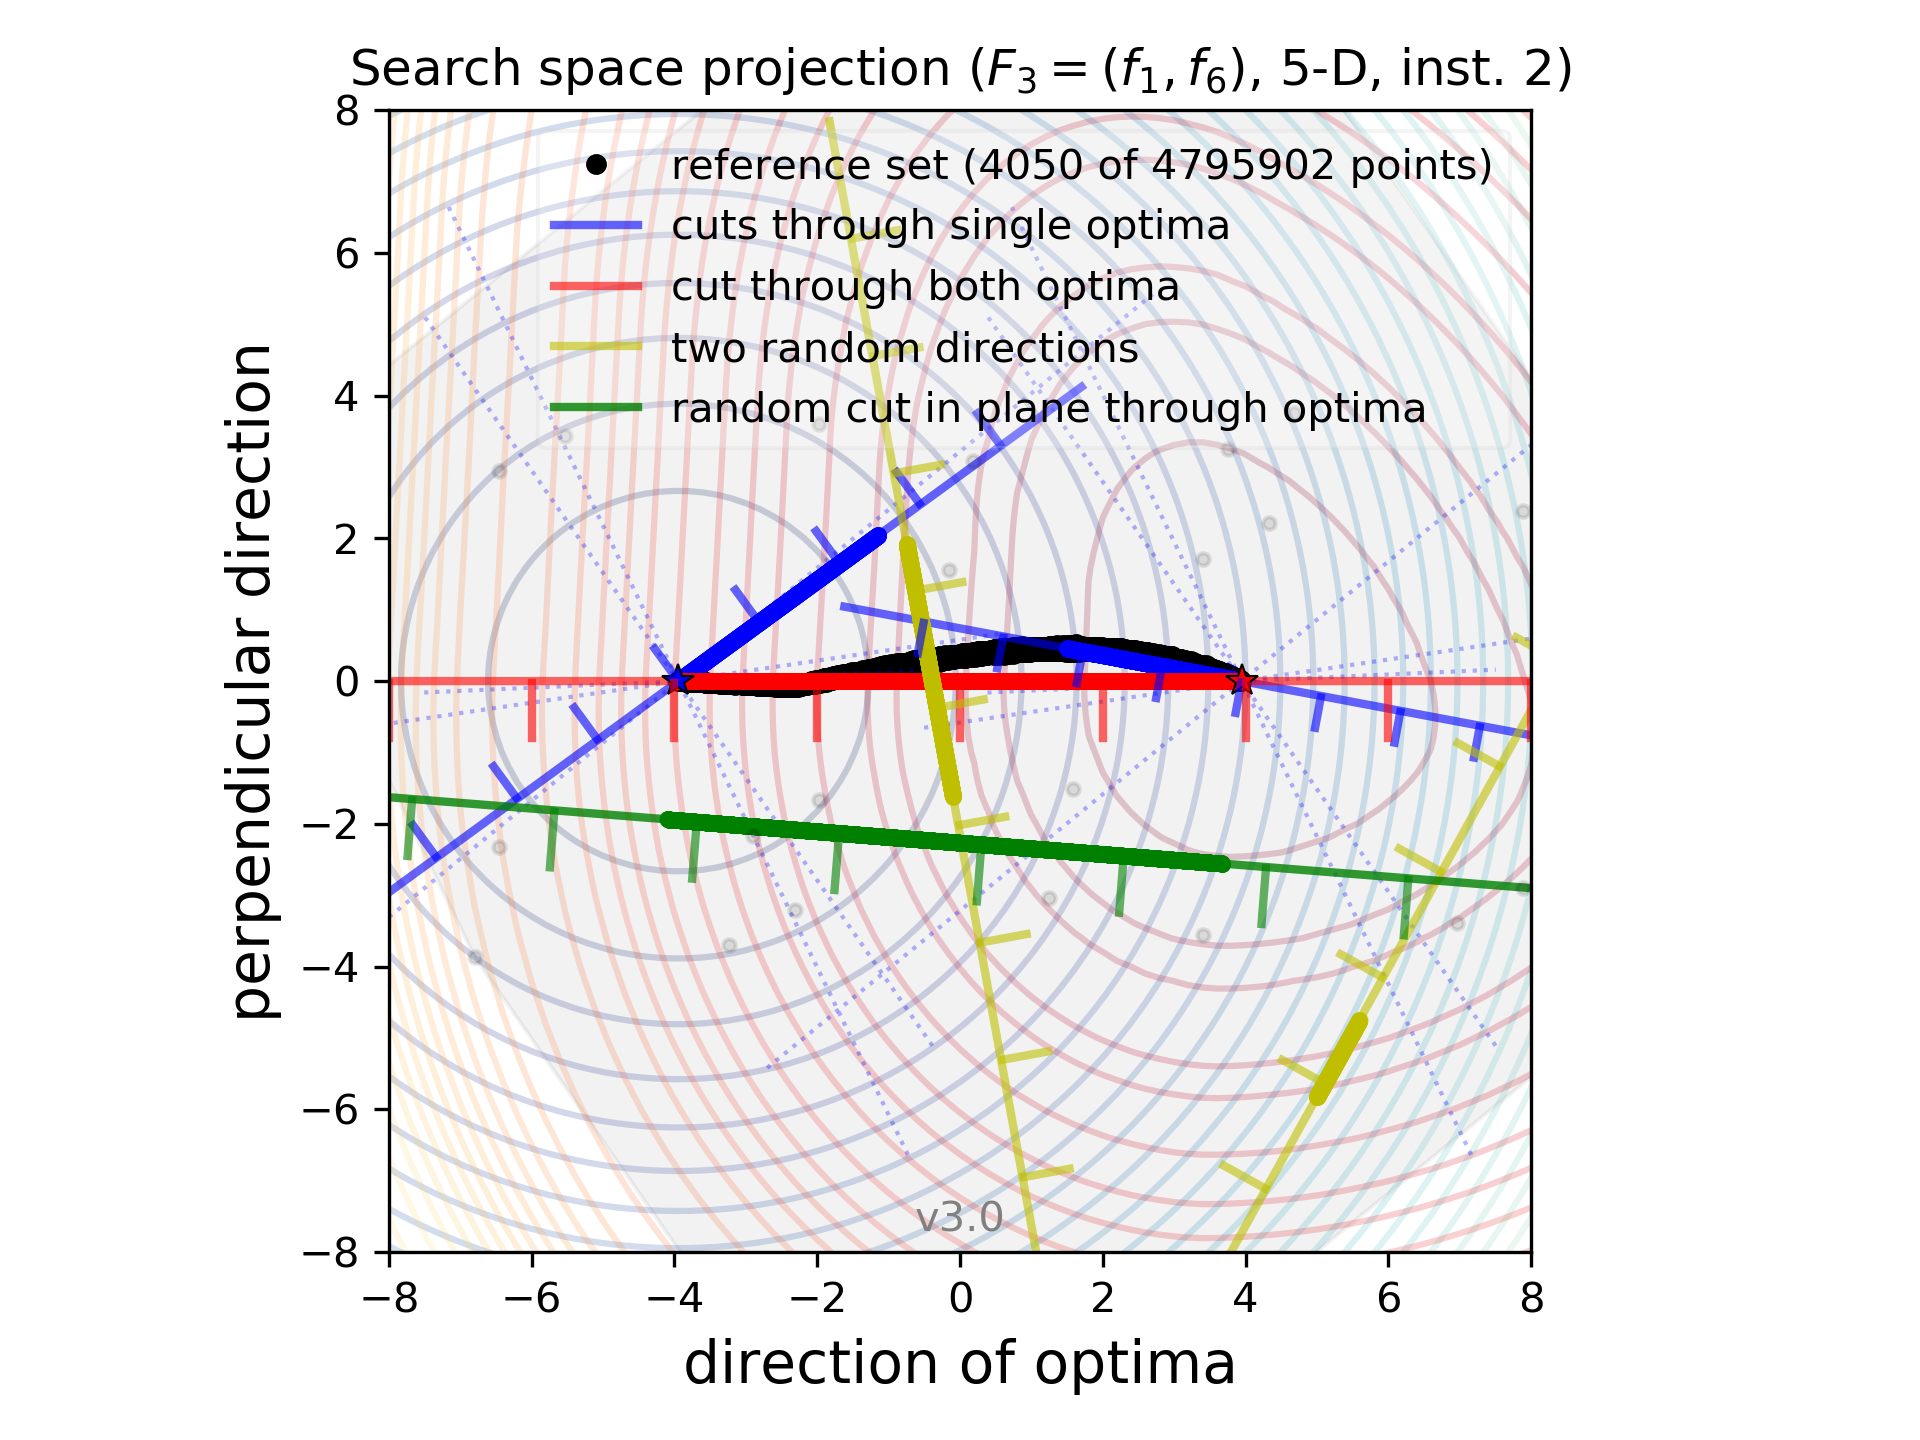 Search space projection (F₃ = (f₁, f₆), 5-D, inst. 2)
8
6
4
2
0
−2
−4
−6
−8
perpendicular direction
reference set (4050 of 4795902 points)
cuts through single optima
cut through both optima
two random directions
random cut in plane through optima
v3.0
−8 −6 −4 −2 0 2 4 6 8
direction of optima